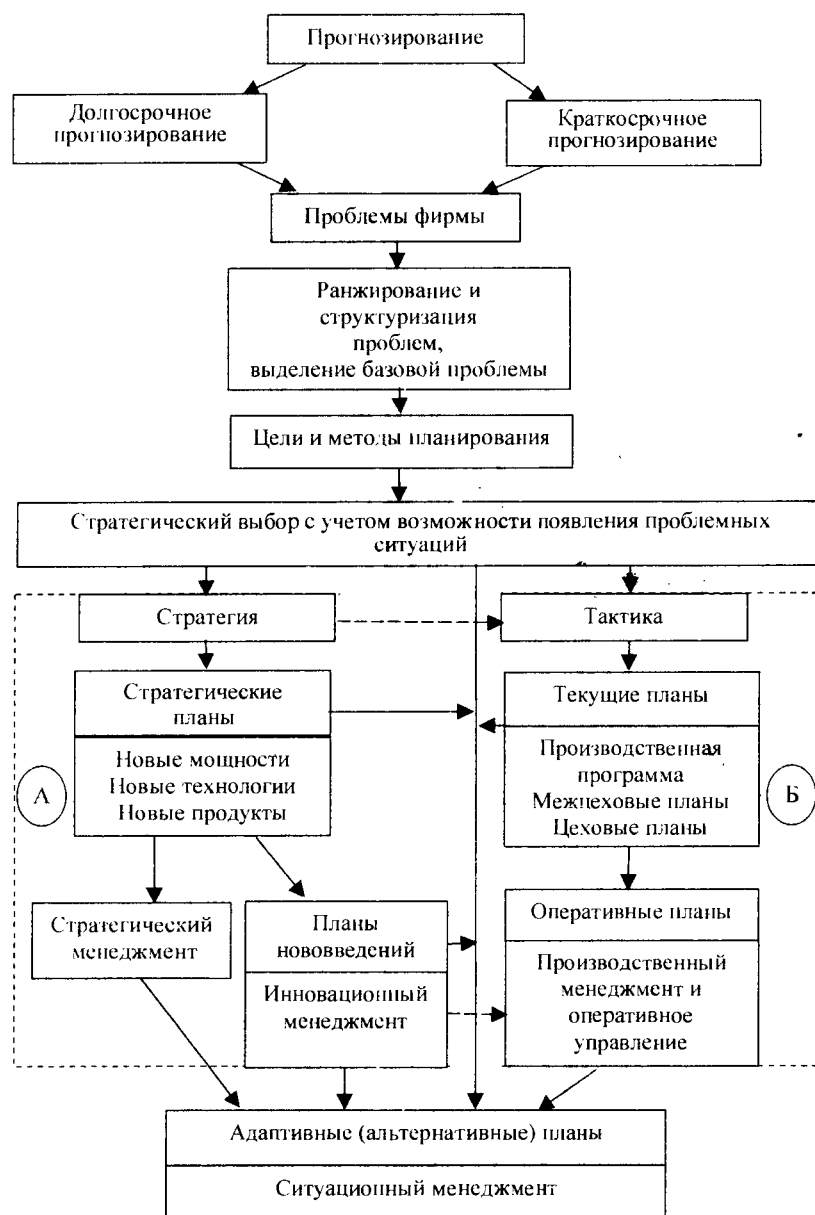 Прогнозирование
Долгосрочное
прогнозирование
Краткосрочное
прогнозирование
Проблемы фирмы
Ранжирование и
структуризация
проблем,
выделение базовой проблемы
Цели и методы планирования
Стратегический выбор с учетом возможности появления проблемных
ситуаций
Стратегия
Тактика
Стратегические
планы
Новые мощности
Новые технологии
Новые продукты
А
Текущие планы
Производственная
программа
Межцеховые планы
Цеховые планы
Б
Стратегический
менеджмент
Планы
нововведений
Инновационный
менеджмент
Оперативные планы
Производственный
менеджмент и
оперативное
управление
Адаптивные (альтернативные) планы
Ситуационный менеджмент